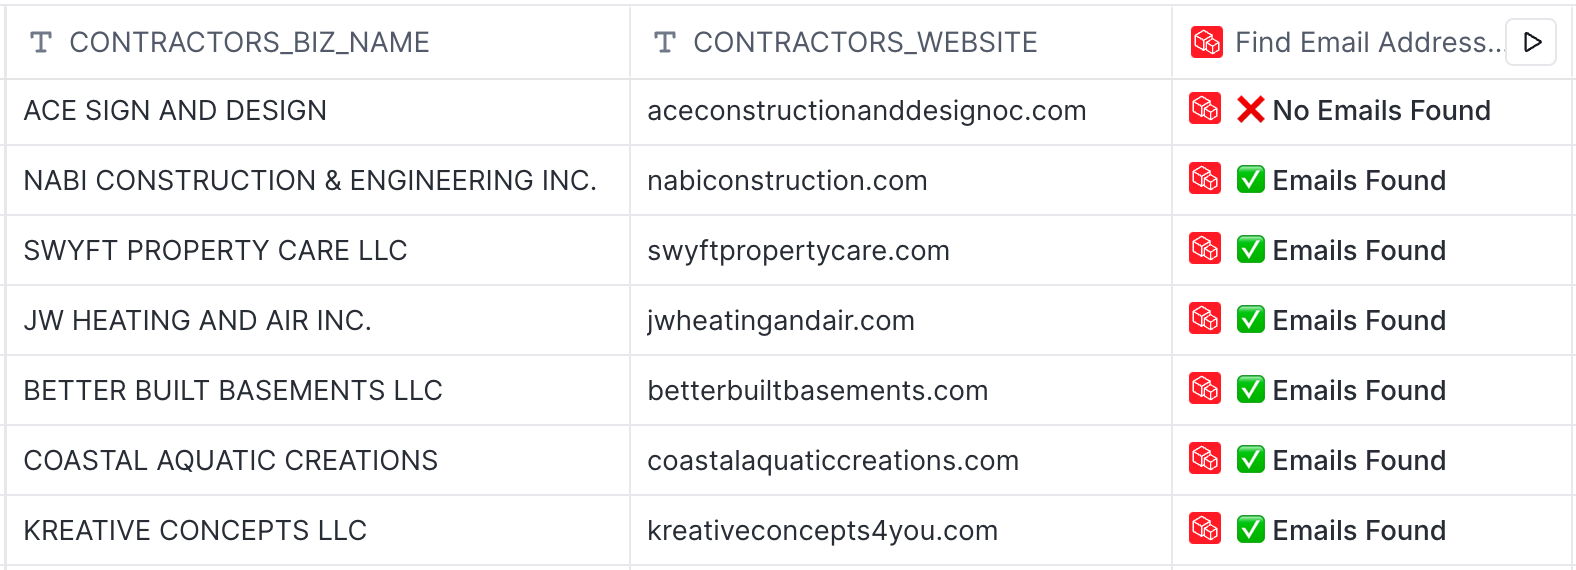 CONTRACTORS_BIZ_NAME CONTRACTORS_WEBSITE Find Email Address...
ACE SIGN AND DESIGN aceconstructionanddesignoc.com ❌ No Emails Found
NABI CONSTRUCTION & ENGINEERING INC. nabiconstruction.com ✅ Emails Found
SWYFT PROPERTY CARE LLC swyftpropertycare.com ✅ Emails Found
JW HEATING AND AIR INC. jwheatingandair.com ✅ Emails Found
BETTER BUILT BASEMENTS LLC betterbuiltbasements.com ✅ Emails Found
COASTAL AQUATIC CREATIONS coastalaquaticcreations.com ✅ Emails Found
KREATIVE CONCEPTS LLC kreativeconcepts4you.com ✅ Emails Found